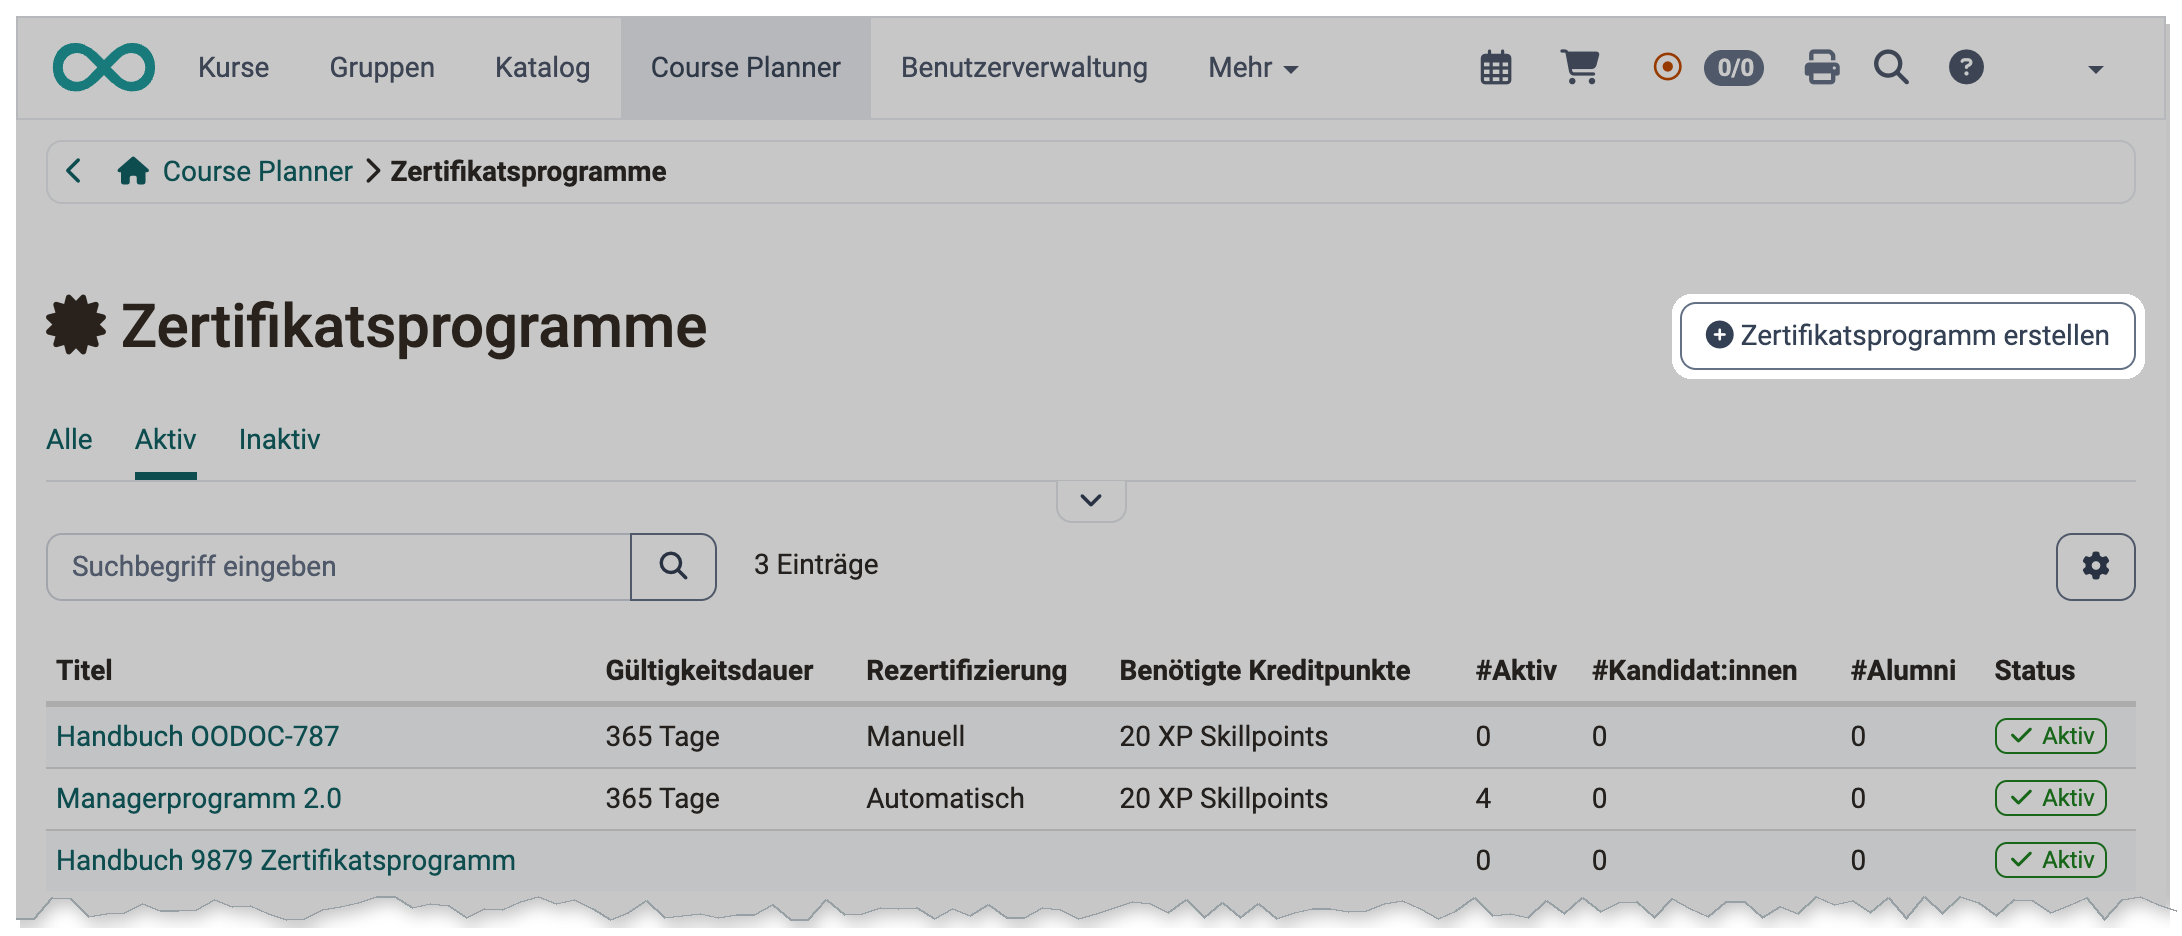 Kurse Gruppen Katalog Course Planner Benutzerverwaltung Mehr 0/0 ?
Course Planner Zertifikatsprogramme
Zertifikatsprogramme
Zertifikatsprogramm erstellen
Alle Aktiv Inaktiv
Suchbegriff eingeben 3 Einträge
Titel Gültigkeitsdauer Rezertifizierung Benötigte Kreditpunkte #Aktiv #Kandidat:innen #Alumni Status
Handbuch OODOC-787 365 Tage Manuell 20 XP Skillpoints 0 0 0 Aktiv
Managerprogramm 2.0 365 Tage Automatisch 20 XP Skillpoints 4 0 0 Aktiv
Handbuch 9879 Zertifikatsprogramm 0 0 0 Aktiv